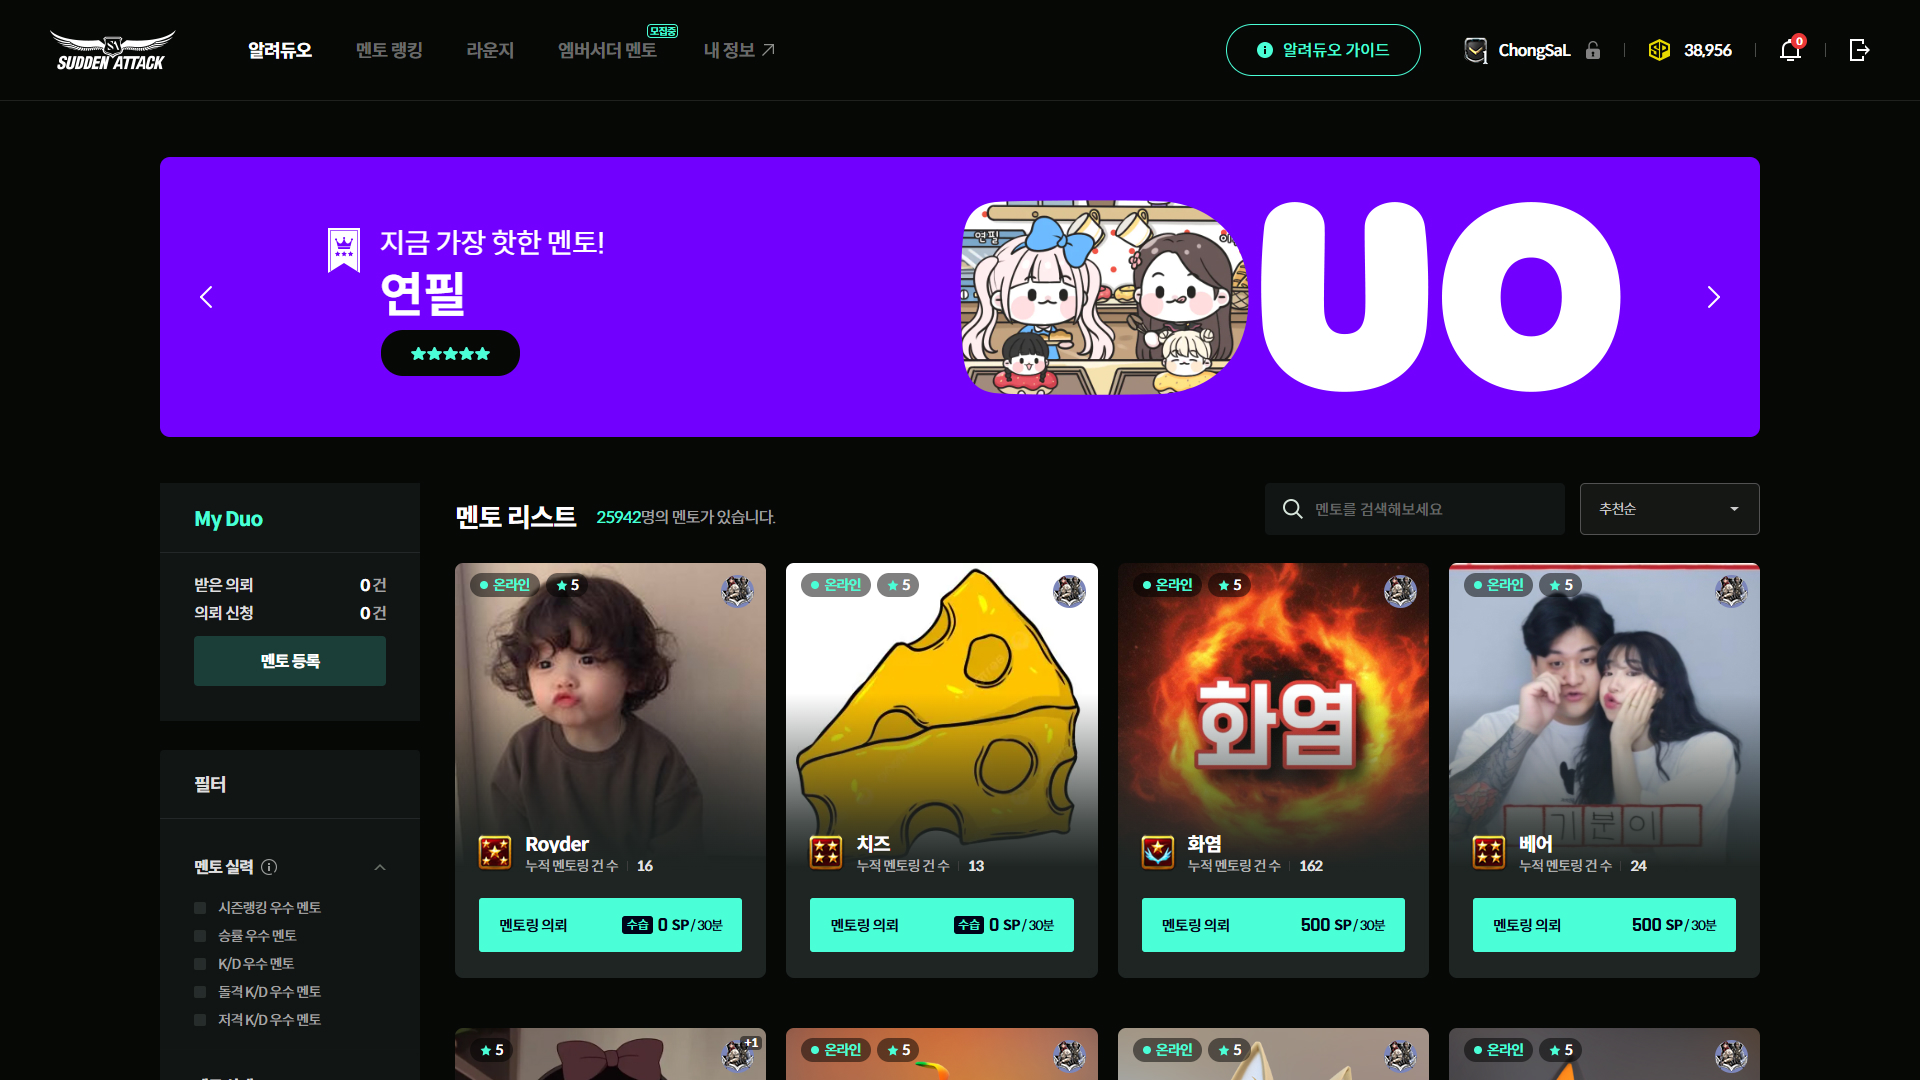 SUDDEN ATTACK
알려듀오
멘토 랭킹
라운지
엠버서더 멘토
모집중
내 정보
알려듀오 가이드
1
ChongSaL
SP
38,956
0
지금 가장 핫한 멘토!
연필
연필
UO
My Duo
받은 의뢰 0 건
의뢰 신청 0 건
멘토 등록
필터
멘토 실력
시즌랭킹 우수 멘토
승률 우수 멘토
K/D 우수 멘토
돌격 K/D 우수 멘토
저격 K/D 우수 멘토
멘토 리스트
25942명의 멘토가 있습니다.
멘토를 검색해보세요
추천순
온라인 5
Royder
누적 멘토링 건 수 16
멘토링 의뢰 수습 0 SP/30분
온라인 5
치즈
누적 멘토링 건 수 13
멘토링 의뢰 수습 0 SP/30분
온라인 5
화염
화염
누적 멘토링 건 수 162
멘토링 의뢰 500 SP/30분
온라인 5
기분이
베어
누적 멘토링 건 수 24
멘토링 의뢰 500 SP/30분
5
+1
온라인 5
온라인 5
온라인 5